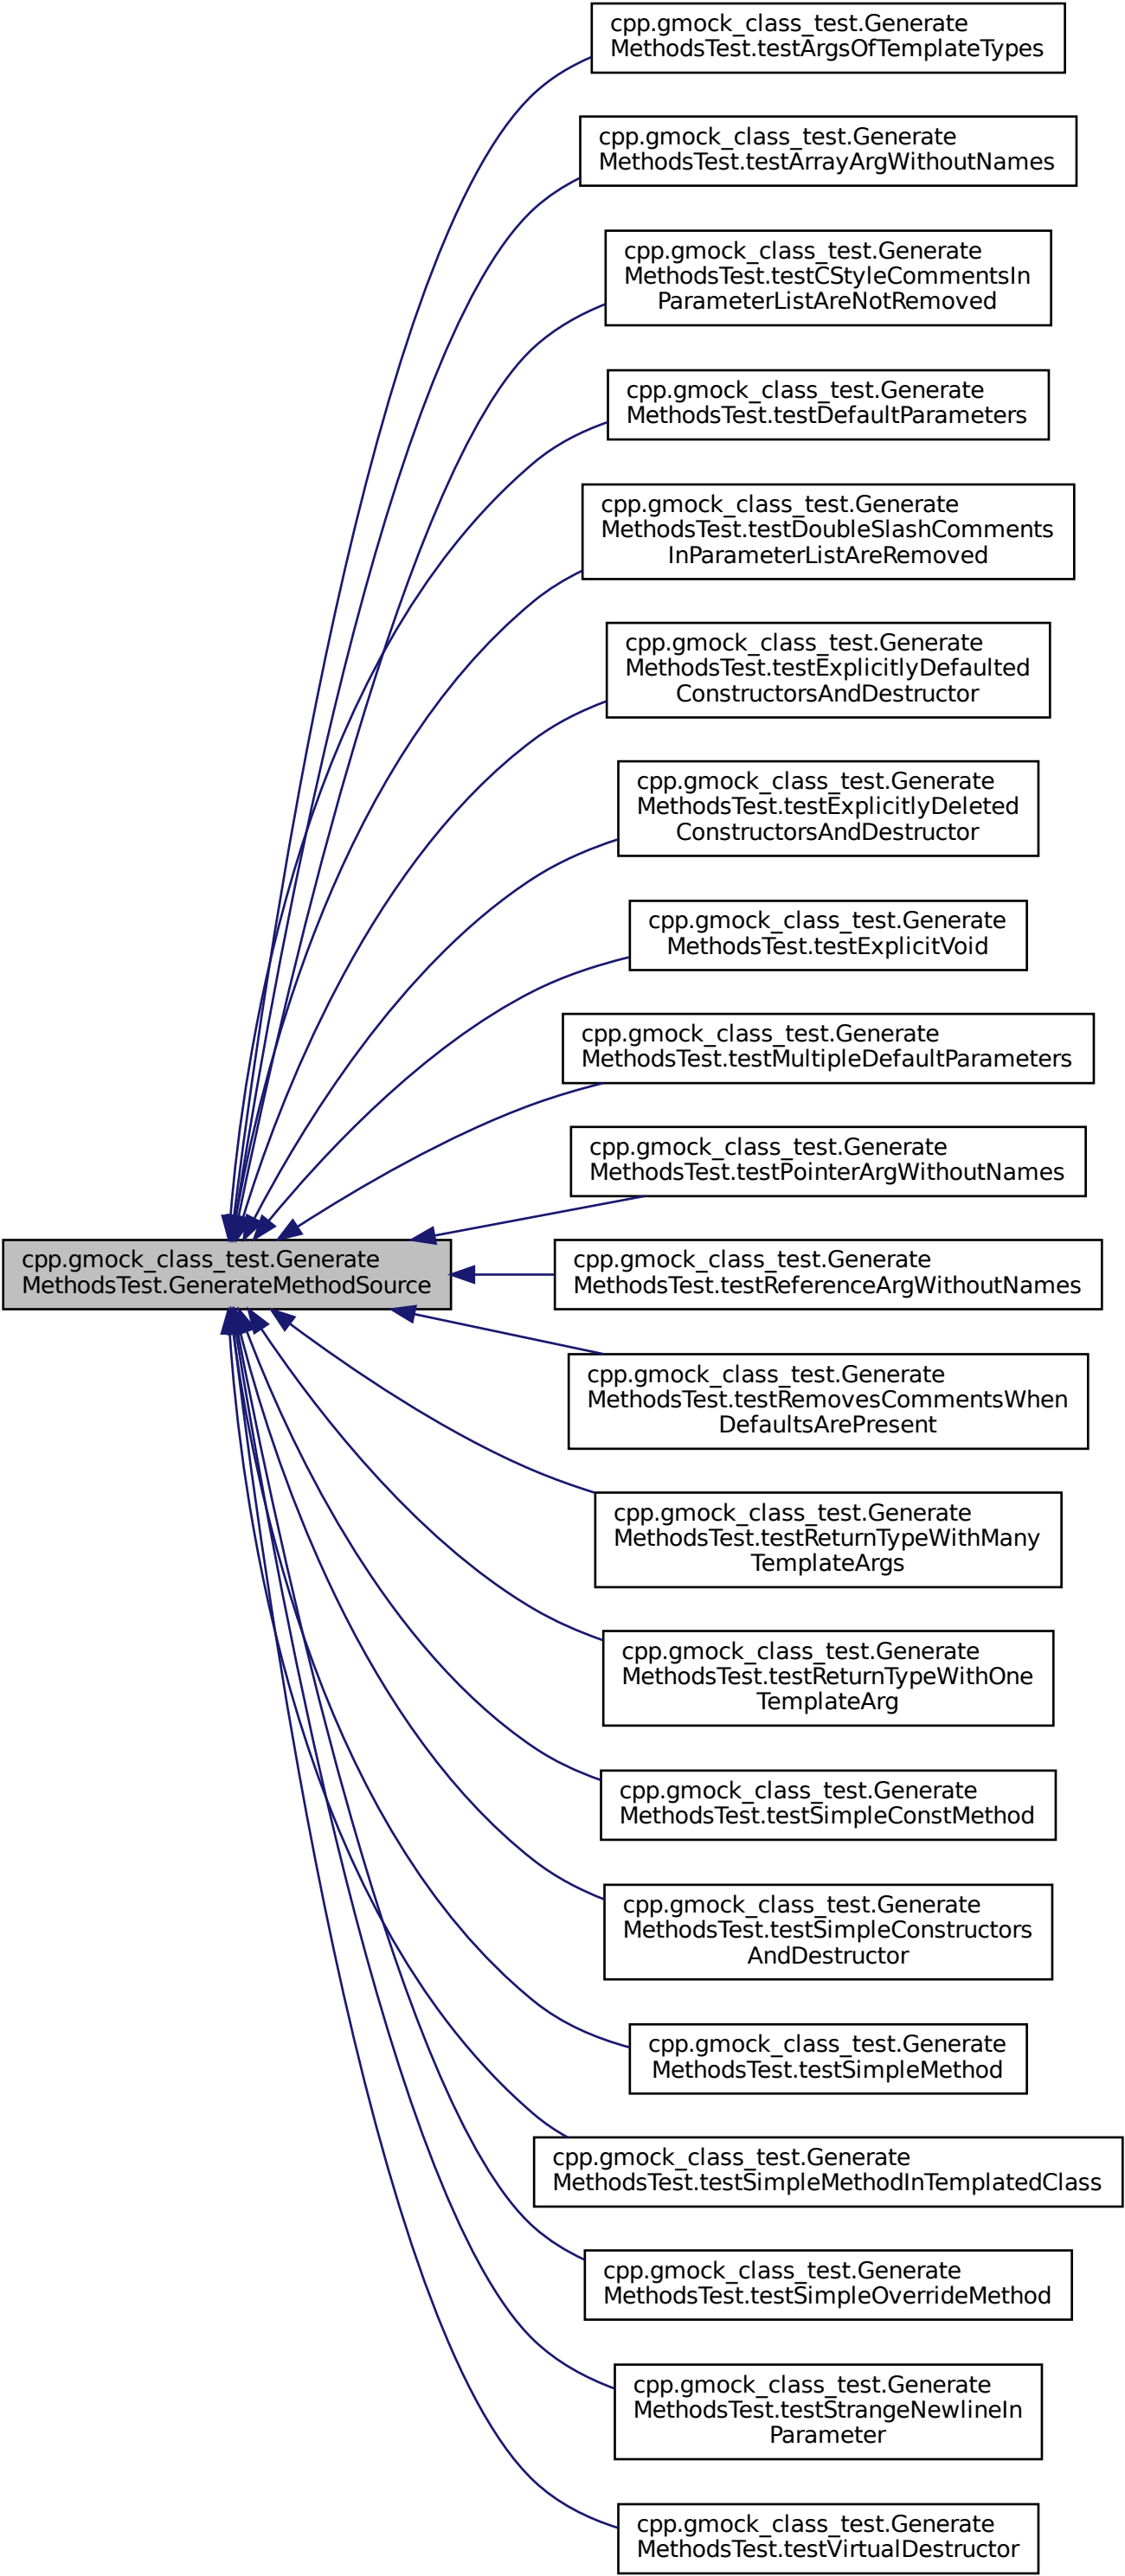 cpp.gmock_class_test.Generate
MethodsTest.testArgsOfTemplateTypes
cpp.gmock_class_test.Generate
MethodsTest.testArrayArgWithoutNames
cpp.gmock_class_test.Generate
MethodsTest.testCStyleCommentsIn
ParameterListAreNotRemoved
cpp.gmock_class_test.Generate
MethodsTest.testDefaultParameters
cpp.gmock_class_test.Generate
MethodsTest.testDoubleSlashComments
InParameterListAreRemoved
cpp.gmock_class_test.Generate
MethodsTest.testExplicitlyDefaulted
ConstructorsAndDestructor
cpp.gmock_class_test.Generate
MethodsTest.testExplicitlyDeleted
ConstructorsAndDestructor
cpp.gmock_class_test.Generate
MethodsTest.testExplicitVoid
cpp.gmock_class_test.Generate
MethodsTest.testMultipleDefaultParameters
cpp.gmock_class_test.Generate
MethodsTest.testPointerArgWithoutNames
cpp.gmock_class_test.Generate
MethodsTest.GenerateMethodSource
cpp.gmock_class_test.Generate
MethodsTest.testReferenceArgWithoutNames
cpp.gmock_class_test.Generate
MethodsTest.testRemovesCommentsWhen
DefaultsArePresent
cpp.gmock_class_test.Generate
MethodsTest.testReturnTypeWithMany
TemplateArgs
cpp.gmock_class_test.Generate
MethodsTest.testReturnTypeWithOne
TemplateArg
cpp.gmock_class_test.Generate
MethodsTest.testSimpleConstMethod
cpp.gmock_class_test.Generate
MethodsTest.testSimpleConstructors
AndDestructor
cpp.gmock_class_test.Generate
MethodsTest.testSimpleMethod
cpp.gmock_class_test.Generate
MethodsTest.testSimpleMethodInTemplatedClass
cpp.gmock_class_test.Generate
MethodsTest.testSimpleOverrideMethod
cpp.gmock_class_test.Generate
MethodsTest.testStrangeNewlineIn
Parameter
cpp.gmock_class_test.Generate
MethodsTest.testVirtualDestructor